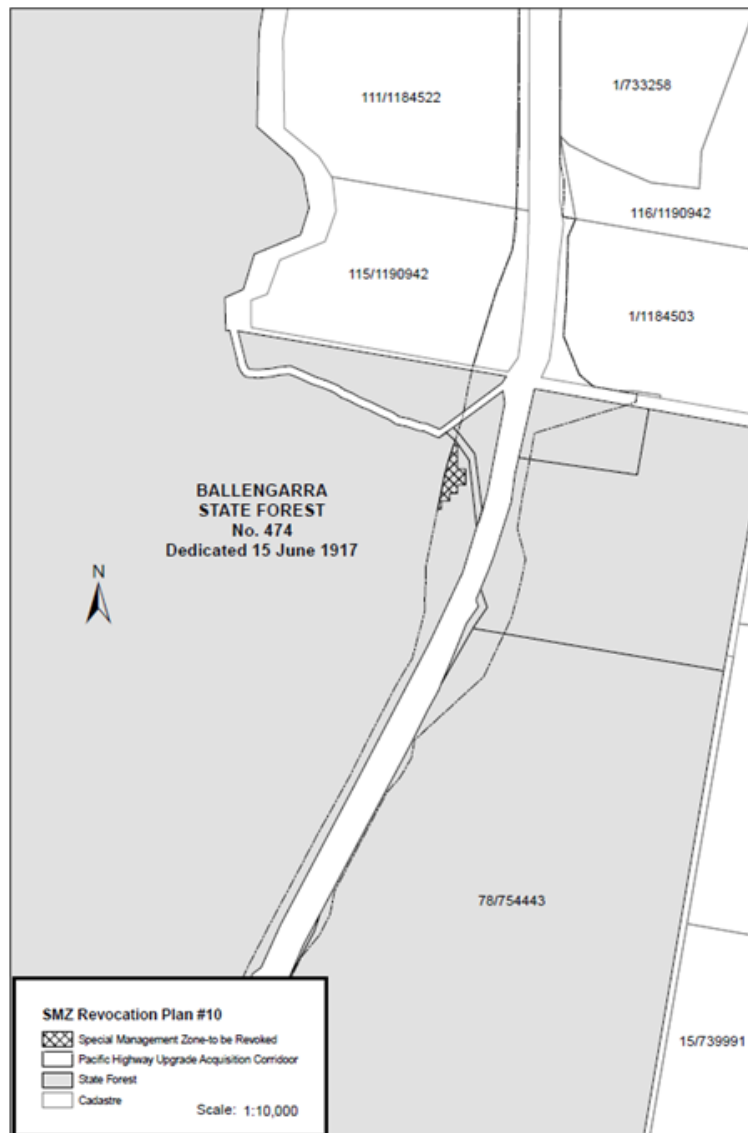 111/1184522
1/733258
116/1190942
115/1190942
1/1184503
BALLENGARRA
STATE FOREST
No. 474
Dedicated 15 June 1917
N
78/754443
15/739991
SMZ Revocation Plan #10
Special Management Zone-to be Revoked
Pacific Highway Upgrade Acquisition Corridoor
State Forest
Cadastre
Scale: 1:10,000